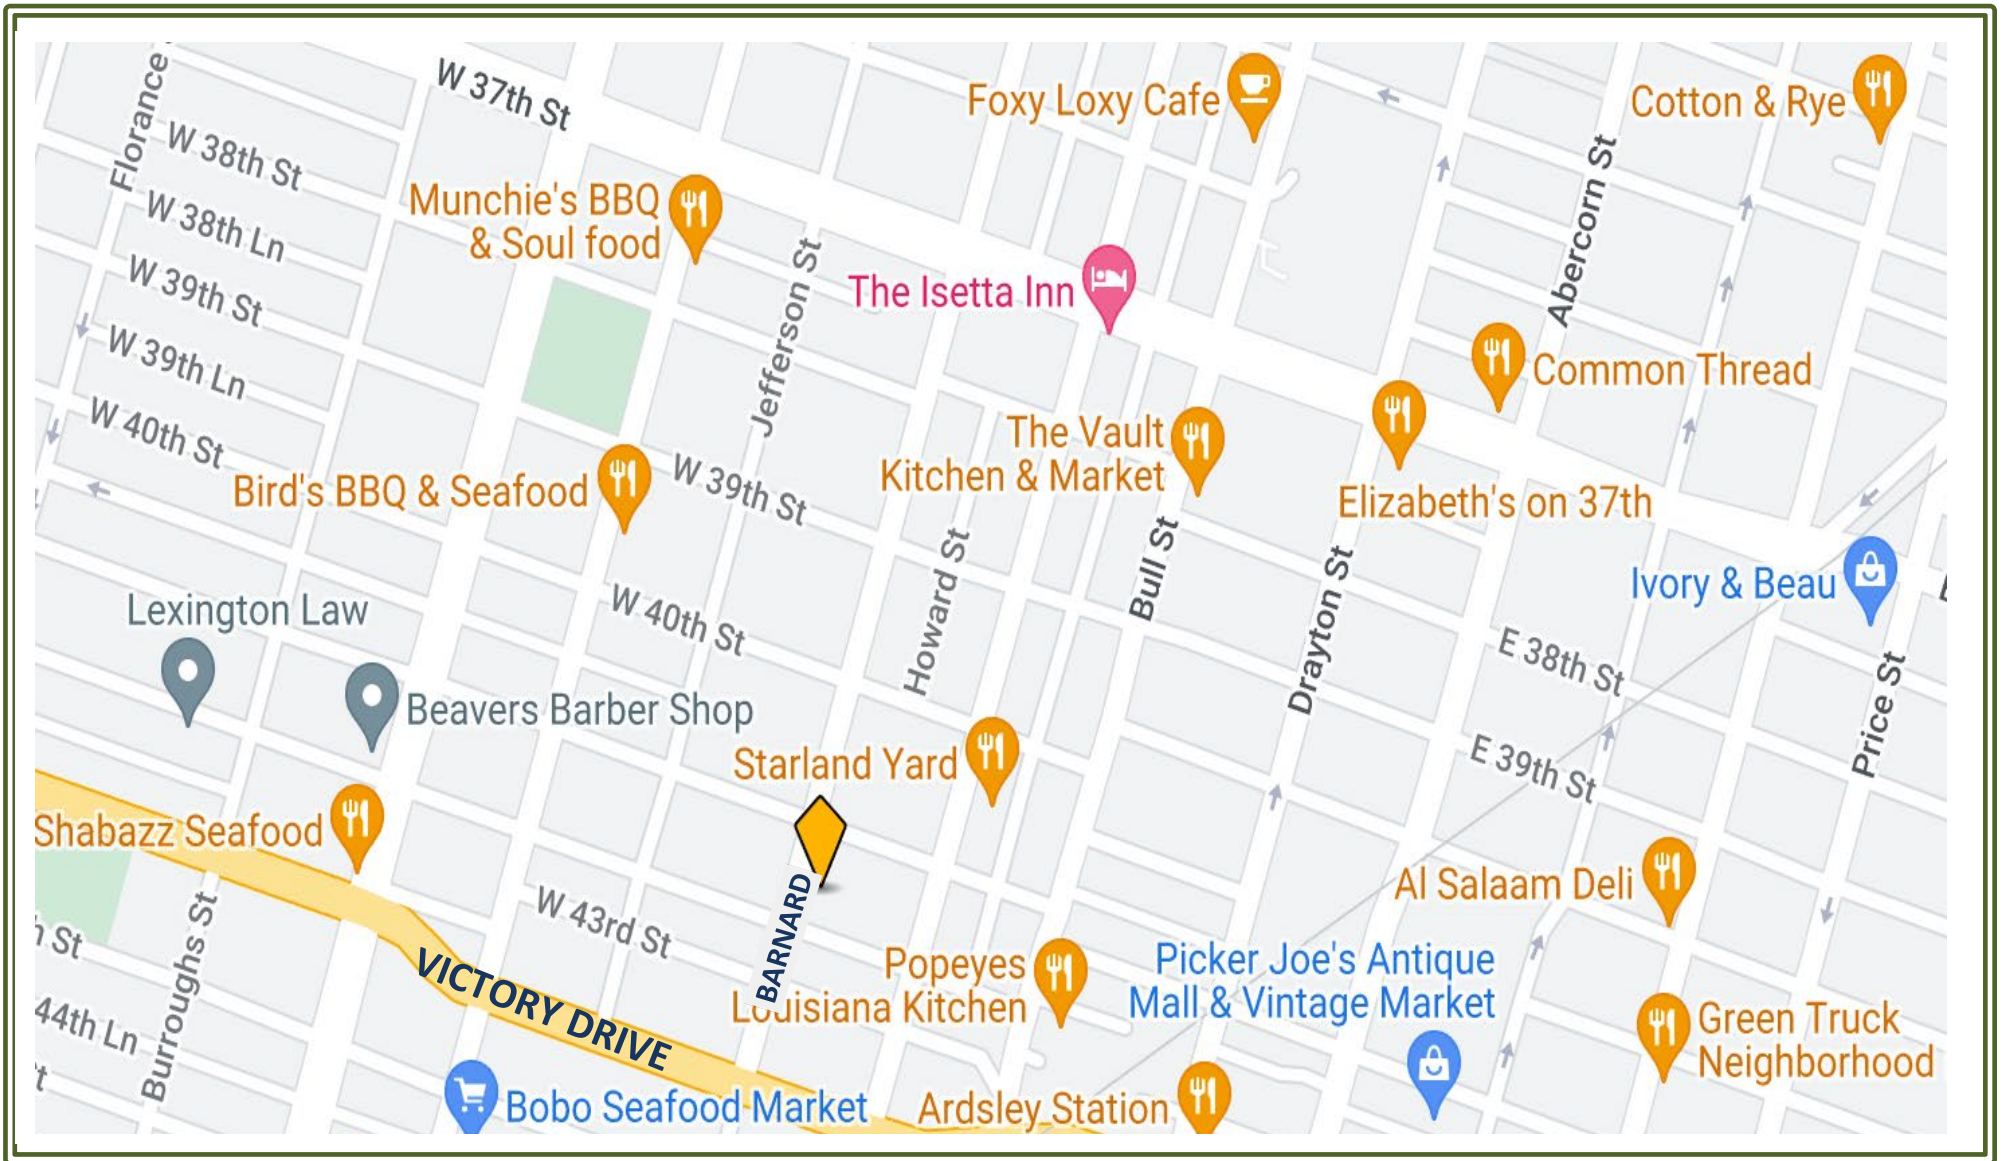 Florance
W 37th St
W 38th St
W 38th Ln
W 39th St
W 39th Ln
W 40th St
Foxy Loxy Cafe
Cotton & Rye
Munchie's BBQ
& Soul food
Jefferson St
The Isetta Inn
Abercorn St
Common Thread
The Vault
Kitchen & Market
Elizabeth's on 37th
Bird's BBQ & Seafood
W 39th St
W 40th St
Howard St
Bull St
Drayton St
Ivory & Beau
E 38th St
E 39th St
Price St
Lexington Law
Beavers Barber Shop
Starland Yard
Shabazz Seafood
Al Salaam Deli
BARNARD
W 43rd St
Burroughs St
St
44th Ln
VICTORY DRIVE
Popeyes
Louisiana Kitchen
Picker Joe's Antique
Mall & Vintage Market
Green Truck
Neighborhood
Bobo Seafood Market
Ardsley Station